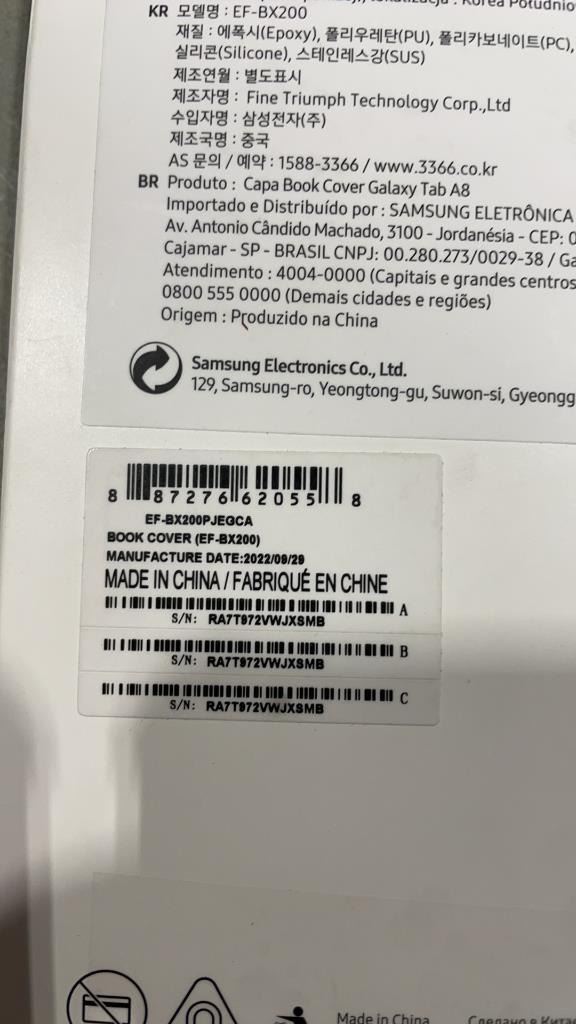 KR 모델명 : EF-BX200
재질 : 에폭시(Epoxy), 폴리우레탄(PU), 폴리카보네이트(PC),
실리콘(Silicone), 스테인레스강(SUS)
제조연월 : 별도표시
제조자명 : Fine Triumph Technology Corp.,Ltd
수입자명 : 삼성전자(주)
제조국명 : 중국
AS 문의 / 예약 : 1588-3366 / www.3366.co.kr
BR Produto : Capa Book Cover Galaxy Tab A8
Importado e Distribuído por : SAMSUNG ELETRÔNICA
Av. Antonio Cândido Machado, 3100 - Jordanésia - CEP: 0
Cajamar - SP - BRASIL CNPJ: 00.280.273/0029-38 / Ga
Atendimento : 4004-0000 (Capitais e grandes centros
0800 555 0000 (Demais cidades e regiões)
Origem : Produzido na China
Samsung Electronics Co., Ltd.
129, Samsung-ro, Yeongtong-gu, Suwon-si, Gyeongg
8 87276 62055 8
EF-BX200PJEGCA
BOOK COVER (EF-BX200)
MANUFACTURE DATE:2022/09/29
MADE IN CHINA / FABRIQUÉ EN CHINE
A
S/N: RA7T972VWJXSMB
B
S/N: RA7T972VWJXSMB
C
S/N: RA7T972VWJXSMB
Made in China Сделано в Кита